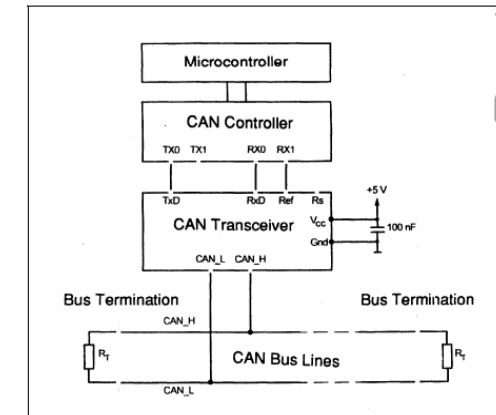 Microcontroller
CAN Controller
TX0 TX1 RX0 RX1
TxD RxD Ref Rs
+5 V
CAN Transceiver
Vcc
100 nF
Gnd
CAN_L CAN_H
Bus Termination Bus Termination
CAN_H
RT CAN Bus Lines RT
CAN_L